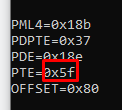 PML4=0x18b
PDPTE=0x37
PDE=0x18e
PTE=0x5f
OFFSET=0x80